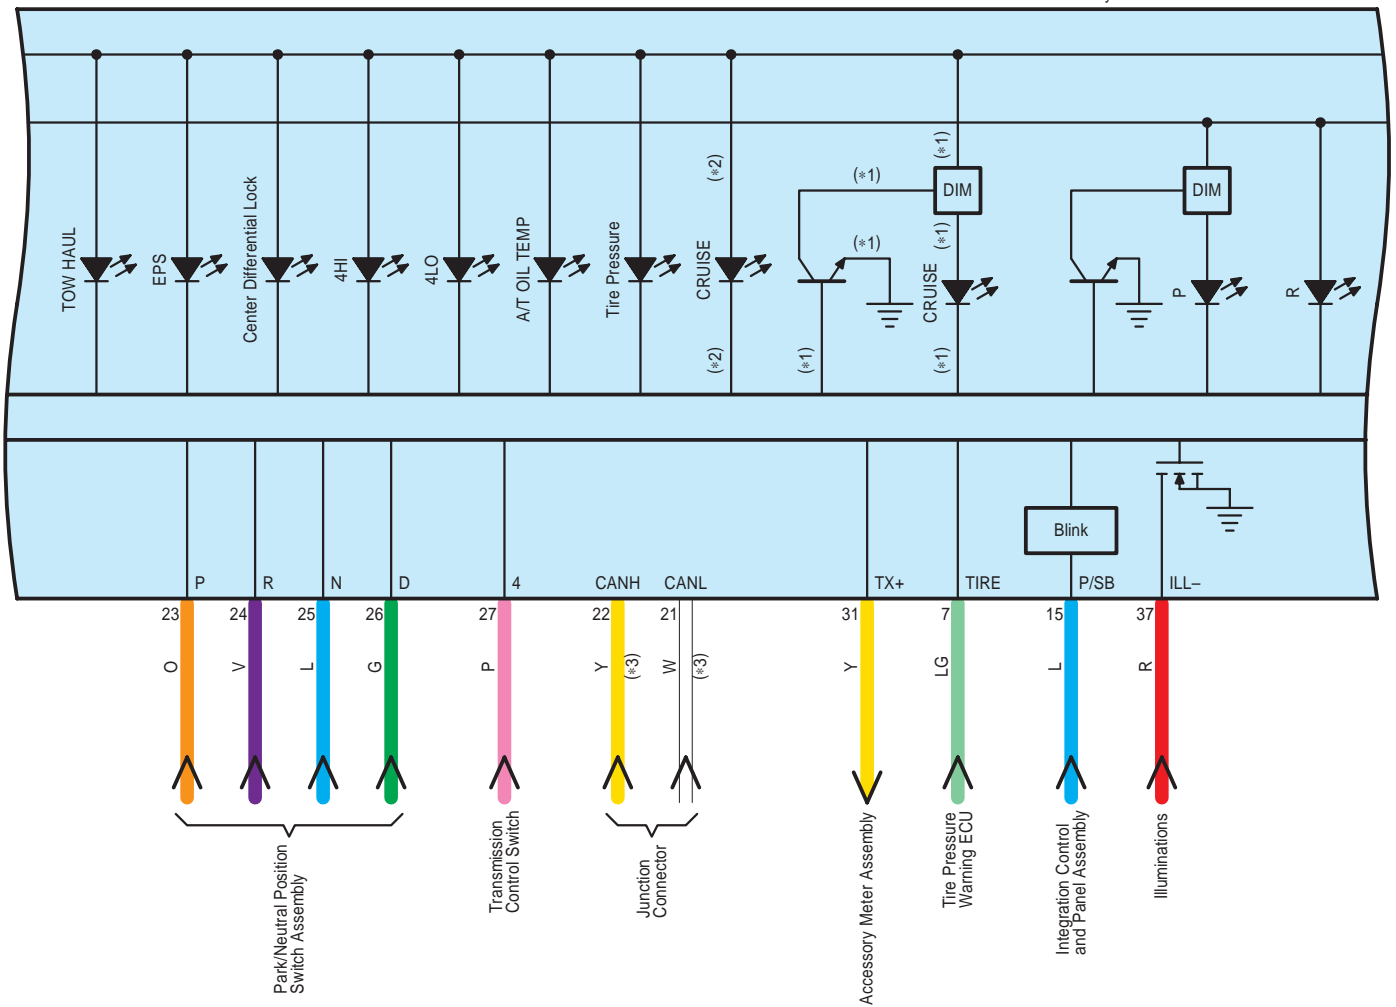 (∗2)
(∗1)
(∗1)
DIM
DIM
TOW HAUL
EPS
Center Differential Lock
4HI
4LO
A/T OIL TEMP
Tire Pressure
CRUISE
(∗1)
(∗1)
CRUISE
P
R
(∗2)
(∗1)
(∗1)
Blink
P
R
N
D
4
CANH
CANL
TX+
TIRE
P/SB
ILL–
23
24
25
26
27
22
21
31
7
15
37
O
V
L
G
P
Y
(∗3)
W
(∗3)
Y
LG
L
R
Park/Neutral Position
Switch Assembly
Transmission
Control Switch
Junction
Connector
Accessory Meter Assembly
Tire Pressure
Warning ECU
Integration Control
and Panel Assembly
Illuminations